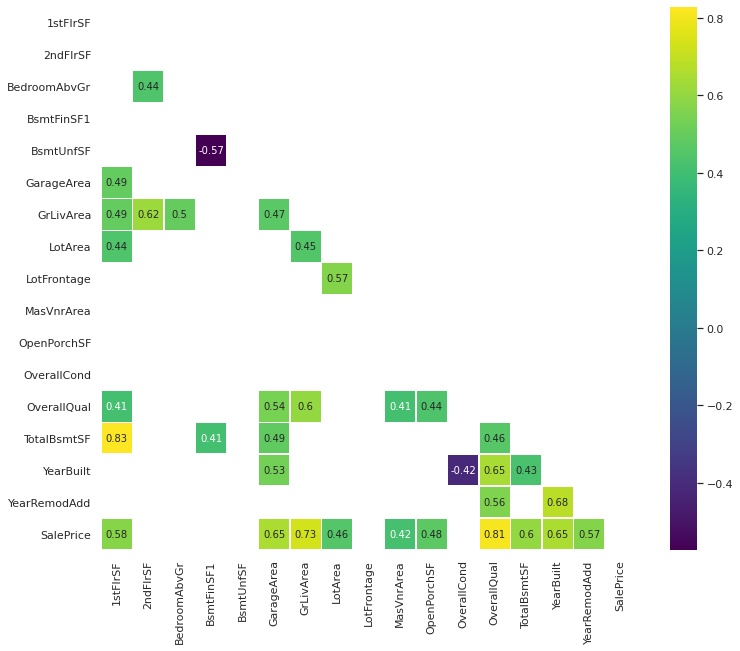 1stFlrSF
2ndFlrSF
BedroomAbvGr 0.44
BsmtFinSF1
BsmtUnfSF -0.57
GarageArea 0.49
GrLivArea 0.49 0.62 0.5 0.47
LotArea 0.44 0.45
LotFrontage 0.57
MasVnrArea
OpenPorchSF
OverallCond
OverallQual 0.41 0.54 0.6 0.41 0.44
TotalBsmtSF 0.83 0.41 0.49 0.46
YearBuilt 0.53 -0.42 0.65 0.43
YearRemodAdd 0.56 0.68
SalePrice 0.58 0.65 0.73 0.46 0.42 0.48 0.81 0.6 0.65 0.57
1stFlrSF
2ndFlrSF
BedroomAbvGr
BsmtFinSF1
BsmtUnfSF
GarageArea
GrLivArea
LotArea
LotFrontage
MasVnrArea
OpenPorchSF
OverallCond
OverallQual
TotalBsmtSF
YearBuilt
YearRemodAdd
SalePrice
0.8
0.6
0.4
0.2
0.0
−0.2
−0.4